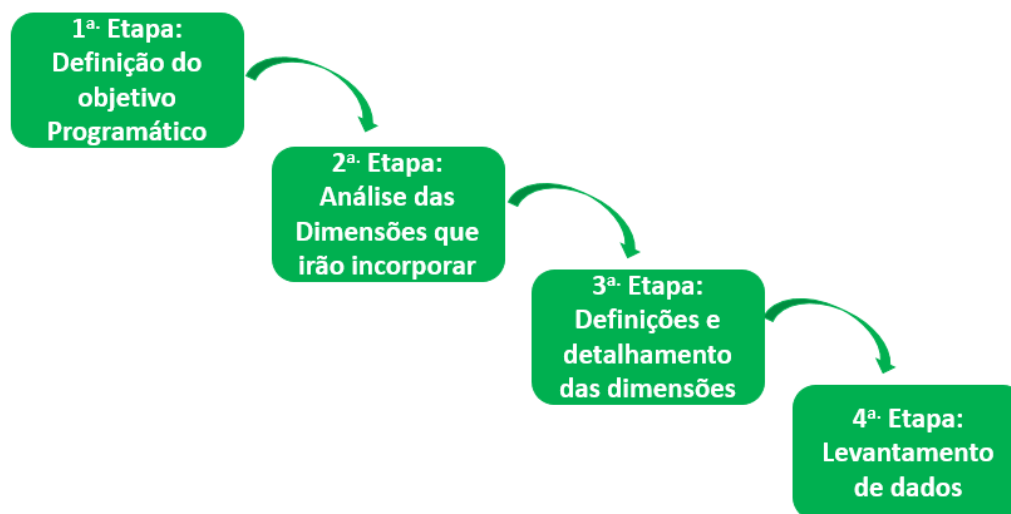 1ª. Etapa:
Definição do
objetivo
Programático
2ª. Etapa:
Análise das
Dimensões que
irão incorporar
3ª. Etapa:
Definições e
detalhamento
das dimensões
4ª. Etapa:
Levantamento
de dados